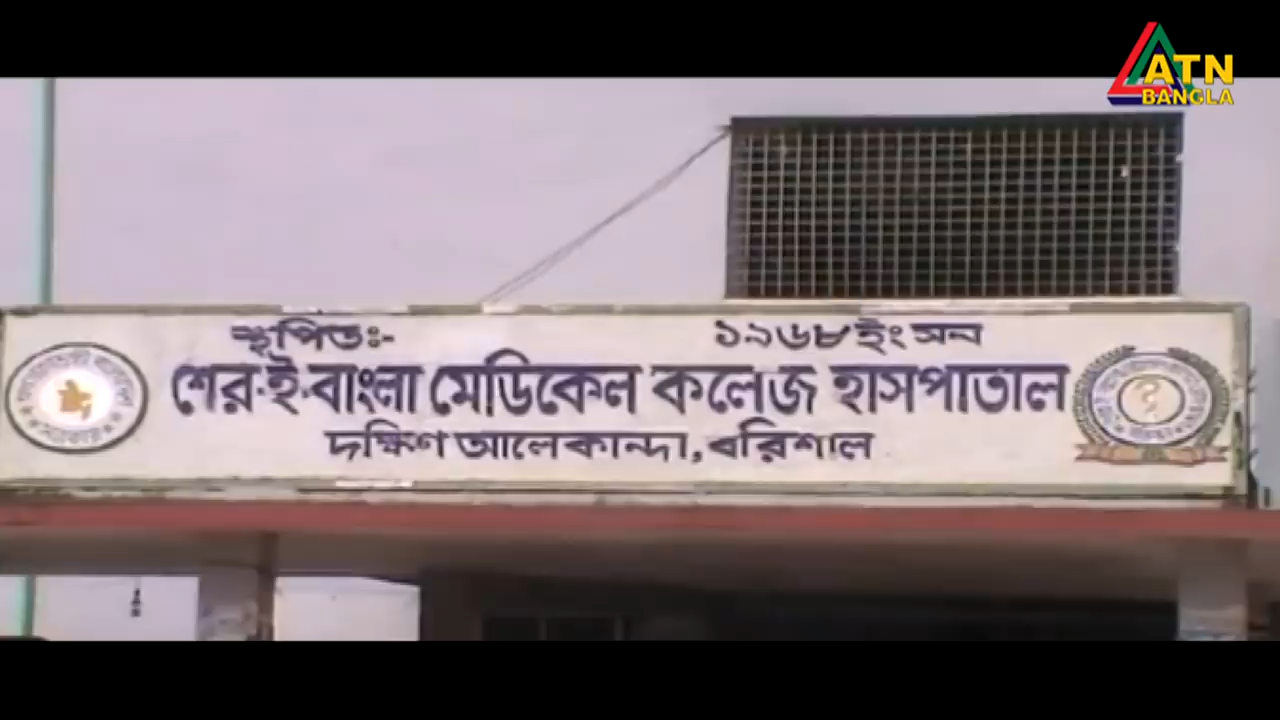 ATN
BANGLA
স্থাপিতঃ- ১৯৬৮ইং সন
শের-ই-বাংলা মেডিকেল কলেজ হাসপাতাল
দক্ষিণ আলেকান্দা, বরিশাল